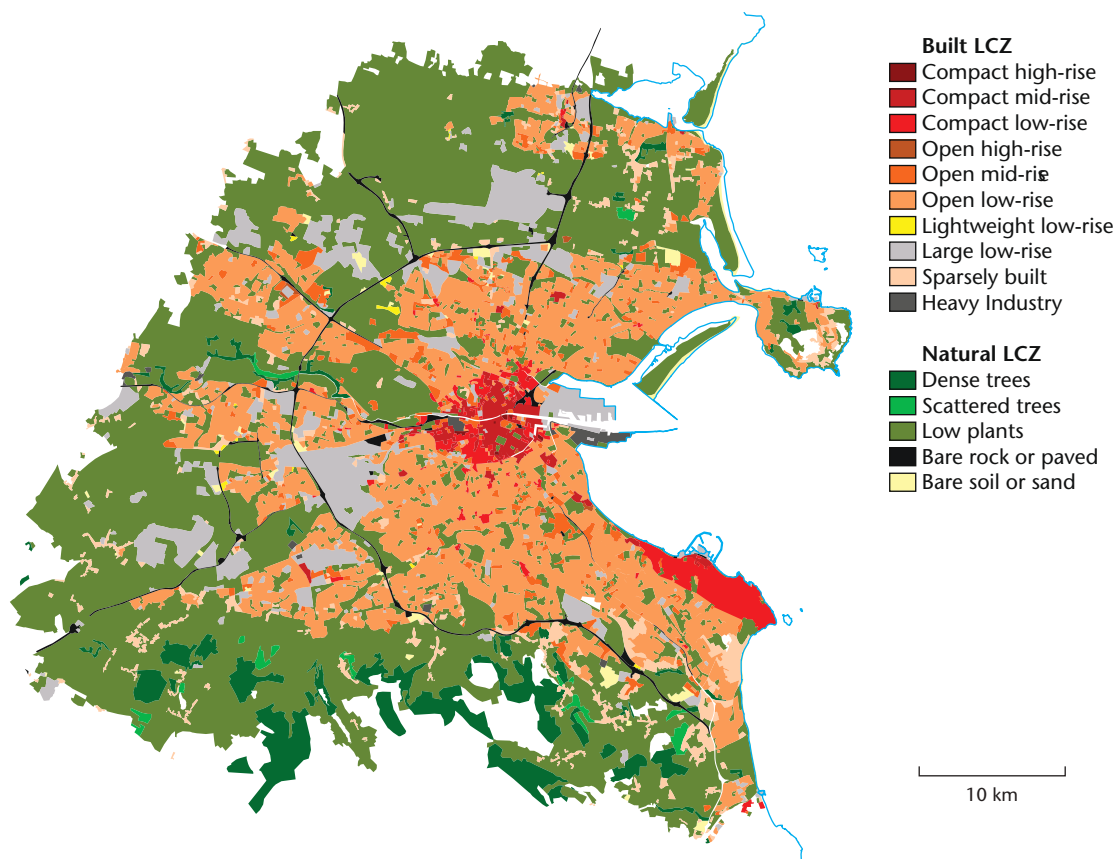 Built LCZ
Compact high-rise
Compact mid-rise
Compact low-rise
Open high-rise
Open mid-rise
Open low-rise
Lightweight low-rise
Large low-rise
Sparsely built
Heavy Industry
Natural LCZ
Dense trees
Scattered trees
Low plants
Bare rock or paved
Bare soil or sand
10 km